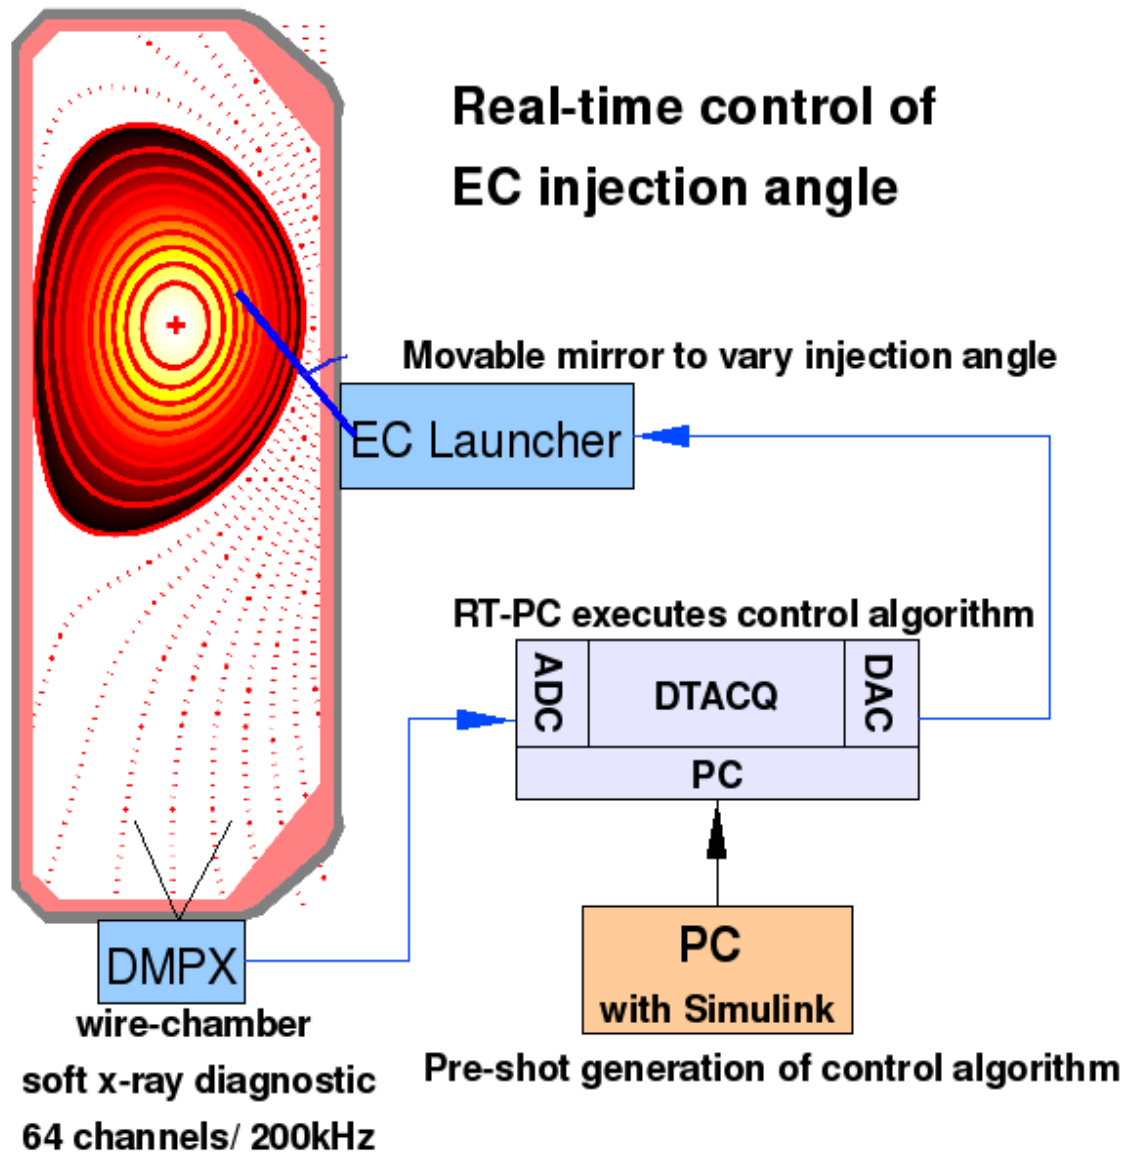 Real-time control of
EC injection angle
Movable mirror to vary injection angle
EC Launcher
RT-PC executes control algorithm
ADC
DTACQ
DAC
PC
DMPX
PC
with Simulink
wire-chamber
soft x-ray diagnostic
64 channels/ 200kHz
Pre-shot generation of control algorithm